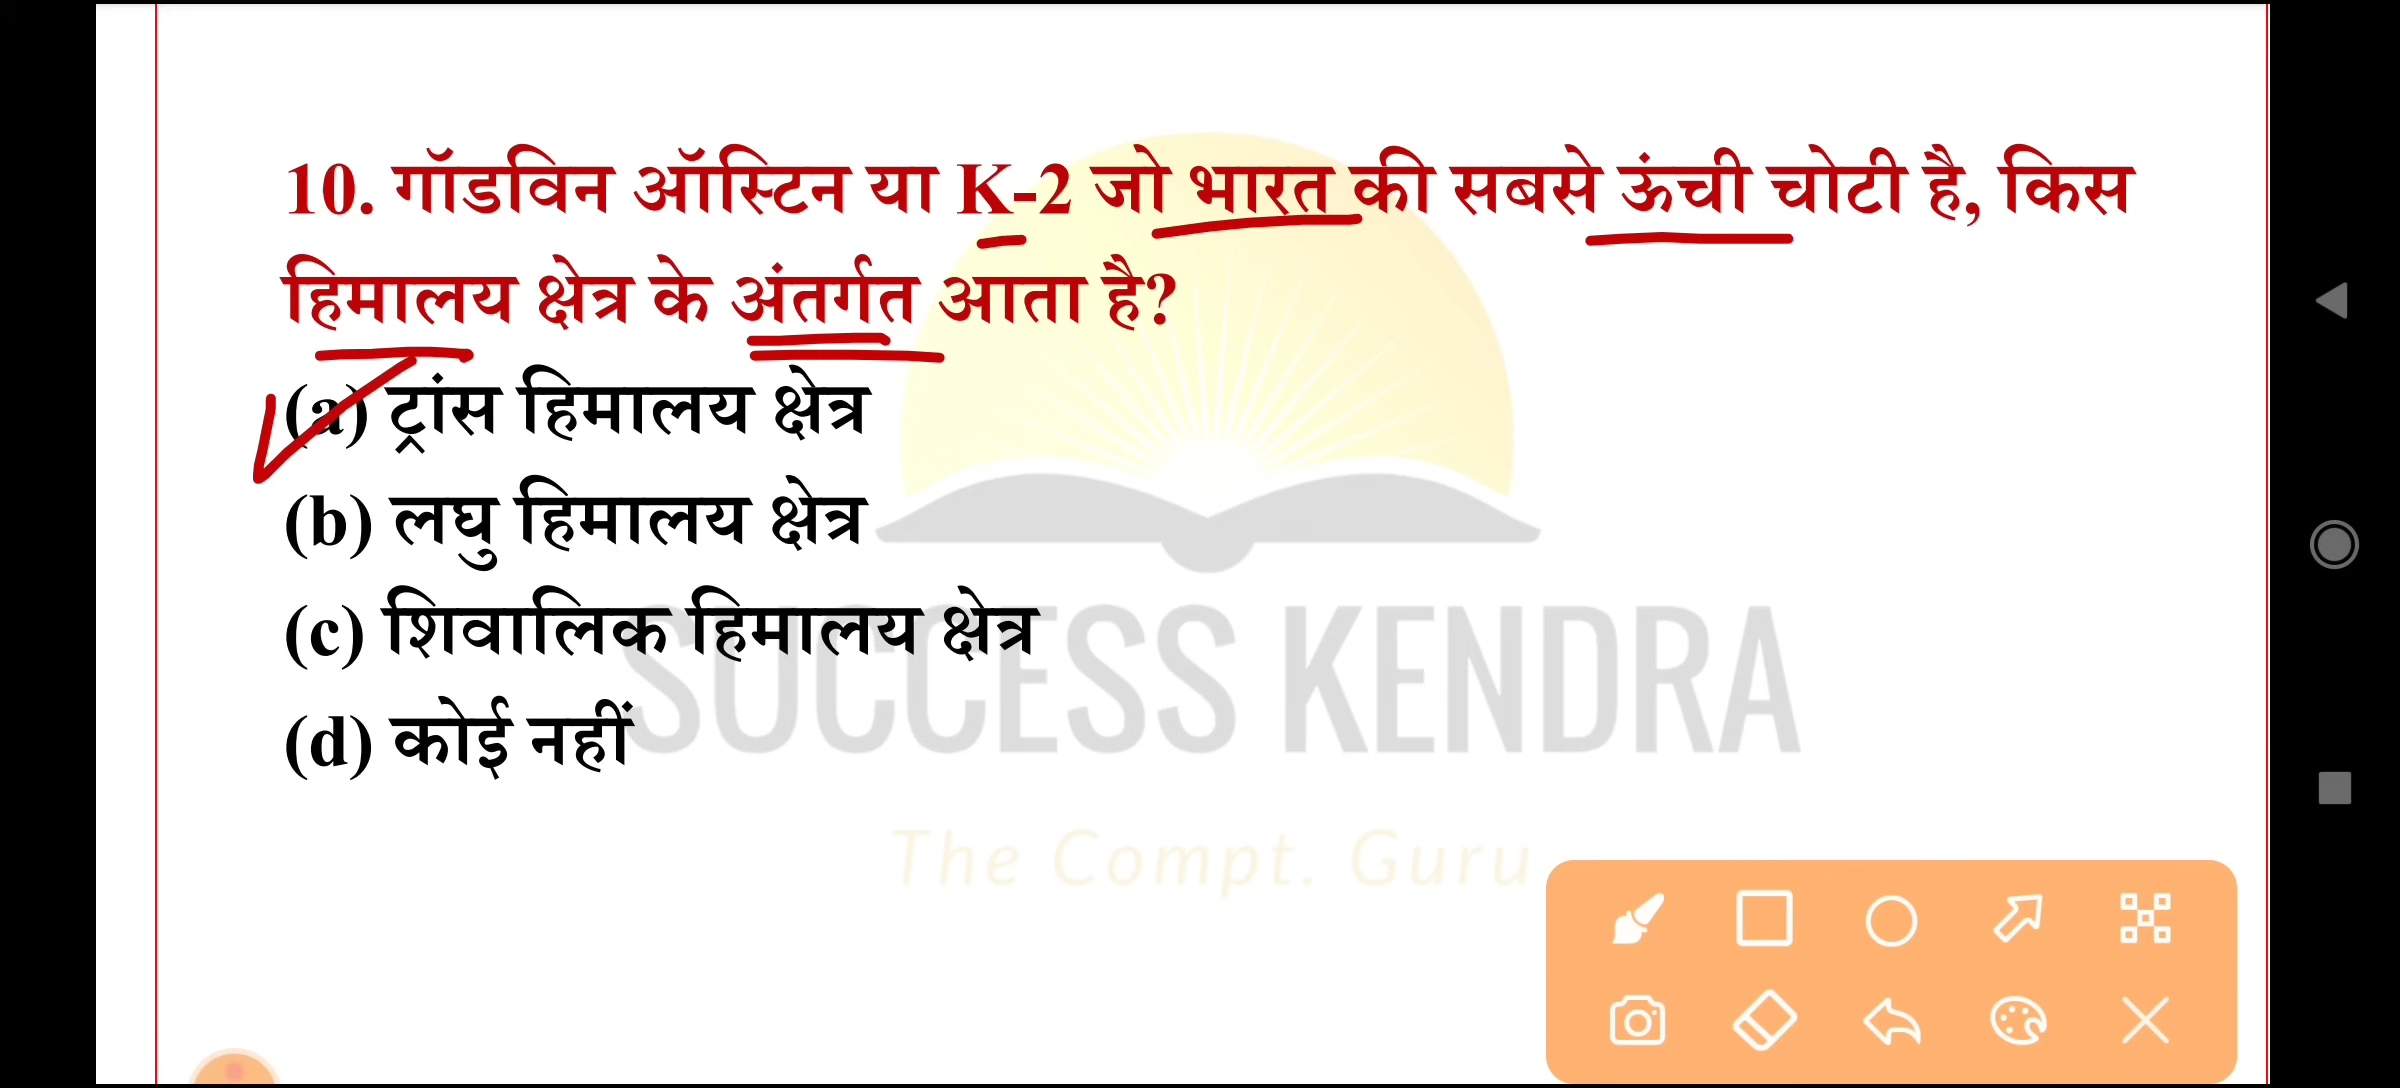 10. गॉडविन ऑस्टिन या K-2 जो भारत की सबसे ऊंची चोटी है, किस
हिमालय क्षेत्र के अंतर्गत आता है?
(a) ट्रांस हिमालय क्षेत्र
(b) लघु हिमालय क्षेत्र
(c) शिवालिक हिमालय क्षेत्र
(d) कोई नहीं
SUCCESS KENDRA
The Compt. Guru